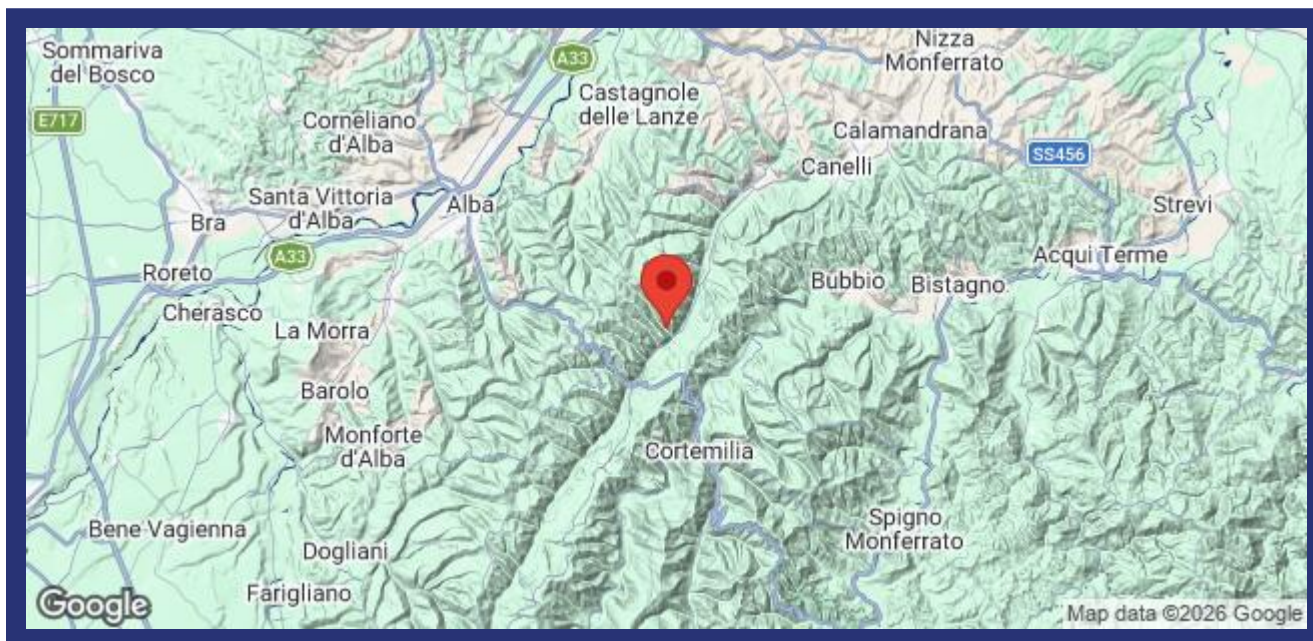 Sommariva
del Bosco
A33
Nizza
Monferrato
Castagnole
delle Lanze
E717
Corneliano
d'Alba
Calamandrana
SS456
Canelli
Santa Vittoria
d'Alba
Alba
Strevi
Bra
A33
Acqui Terme
Roreto
Bubbio
Bistagno
Cherasco
La Morra
Barolo
Monforte
d'Alba
Cortemilia
Bene Vagienna
Spigno
Monferrato
Dogliani
Farigliano
Google
Map data ©2026 Google